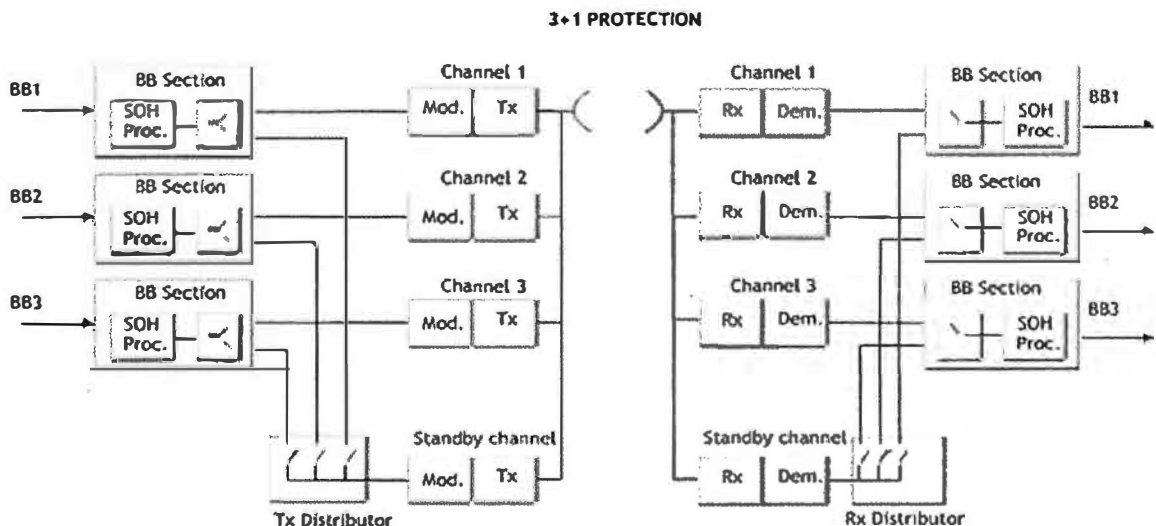 3+1 PROTECTION
BB1
BB Section
SOH
Proc.
Channel 1
Mod.
Tx
Channel 1
Rx
Dem.
BB Section
SOH
Proc.
BB1
BB2
BB Section
SOH
Proc.
Channel 2
Mod.
Tx
Channel 2
Rx
Dem.
BB Section
SOH
Proc.
BB2
BB3
BB Section
SOH
Proc.
Channel 3
Mod.
Tx
Channel 3
Rx
Dem.
BB Section
SOH
Proc.
BB3
Standby channel
Mod.
Tx
Standby channel
Rx
Dem.
Tx Distributor
Rx Distributor